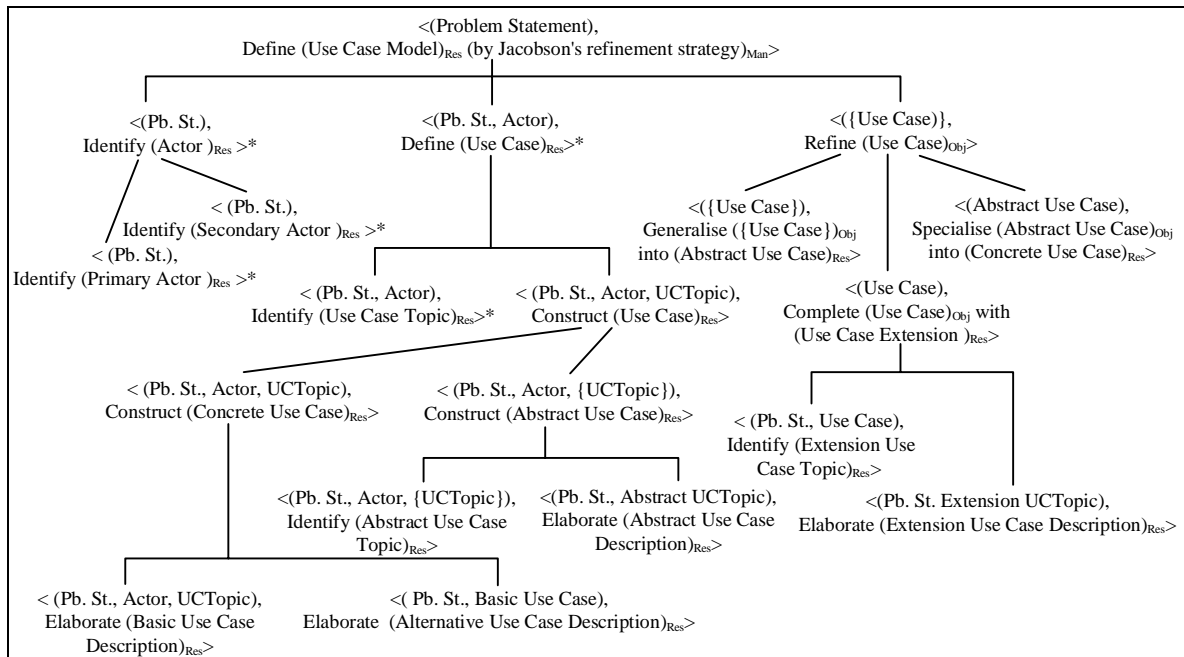 <(Problem Statement),
Define (Use Case Model)Res (by Jacobson's refinement strategy)Man>
<(Pb. St.),
Identify (Actor )Res >*
<(Pb. St., Actor),
Define (Use Case)Res>*
<({Use Case)},
Refine (Use Case)Obj>
< (Pb. St.),
Identify (Secondary Actor )Res >*
< (Pb. St.),
Identify (Primary Actor )Res >*
<({Use Case}),
Generalise ({Use Case})Obj
into (Abstract Use Case)Res>
<(Abstract Use Case),
Specialise (Abstract Use Case)Obj
into (Concrete Use Case)Res>
< (Pb. St., Actor),
Identify (Use Case Topic)Res>*
< (Pb. St., Actor, UCTopic),
Construct (Use Case)Res>
<(Use Case),
Complete (Use Case)Obj with
(Use Case Extension )Res>
< (Pb. St., Actor, UCTopic),
Construct (Concrete Use Case)Res>
< (Pb. St., Actor, {UCTopic}),
Construct (Abstract Use Case)Res>
< (Pb. St., Use Case),
Identify (Extension Use
Case Topic)Res>
<(Pb. St., Actor, {UCTopic}),
Identify (Abstract Use Case
Topic)Res>
<(Pb. St., Abstract UCTopic),
Elaborate (Abstract Use Case
Description)Res>
<(Pb. St. Extension UCTopic),
Elaborate (Extension Use Case Description)Res>
< (Pb. St., Actor, UCTopic),
Elaborate (Basic Use Case
Description)Res>
<( Pb. St., Basic Use Case),
Elaborate (Alternative Use Case Description)Res>